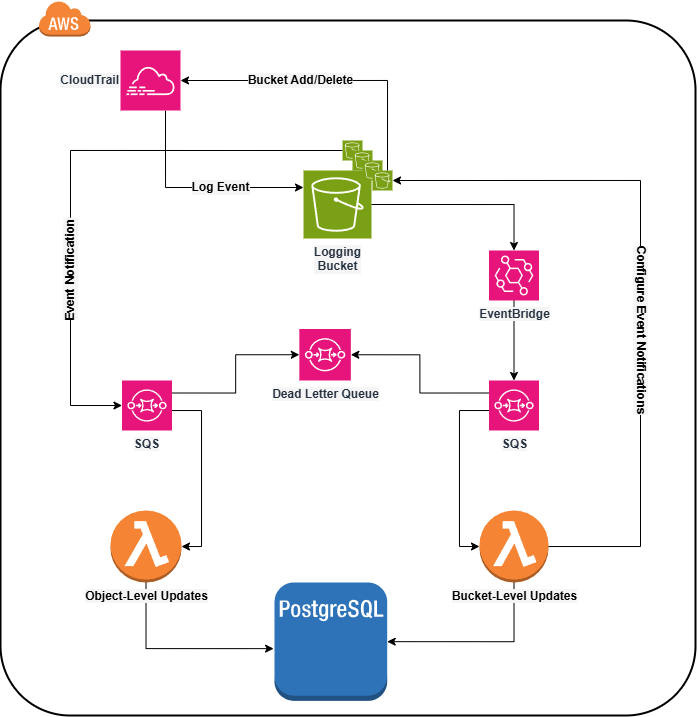 AWS
CloudTrail
Bucket Add/Delete
Log Event
Logging
Bucket
Event Notification
Configure Event Notifications
EventBridge
Dead Letter Queue
SQS
SQS
Object-Level Updates
Bucket-Level Updates
PostgreSQL